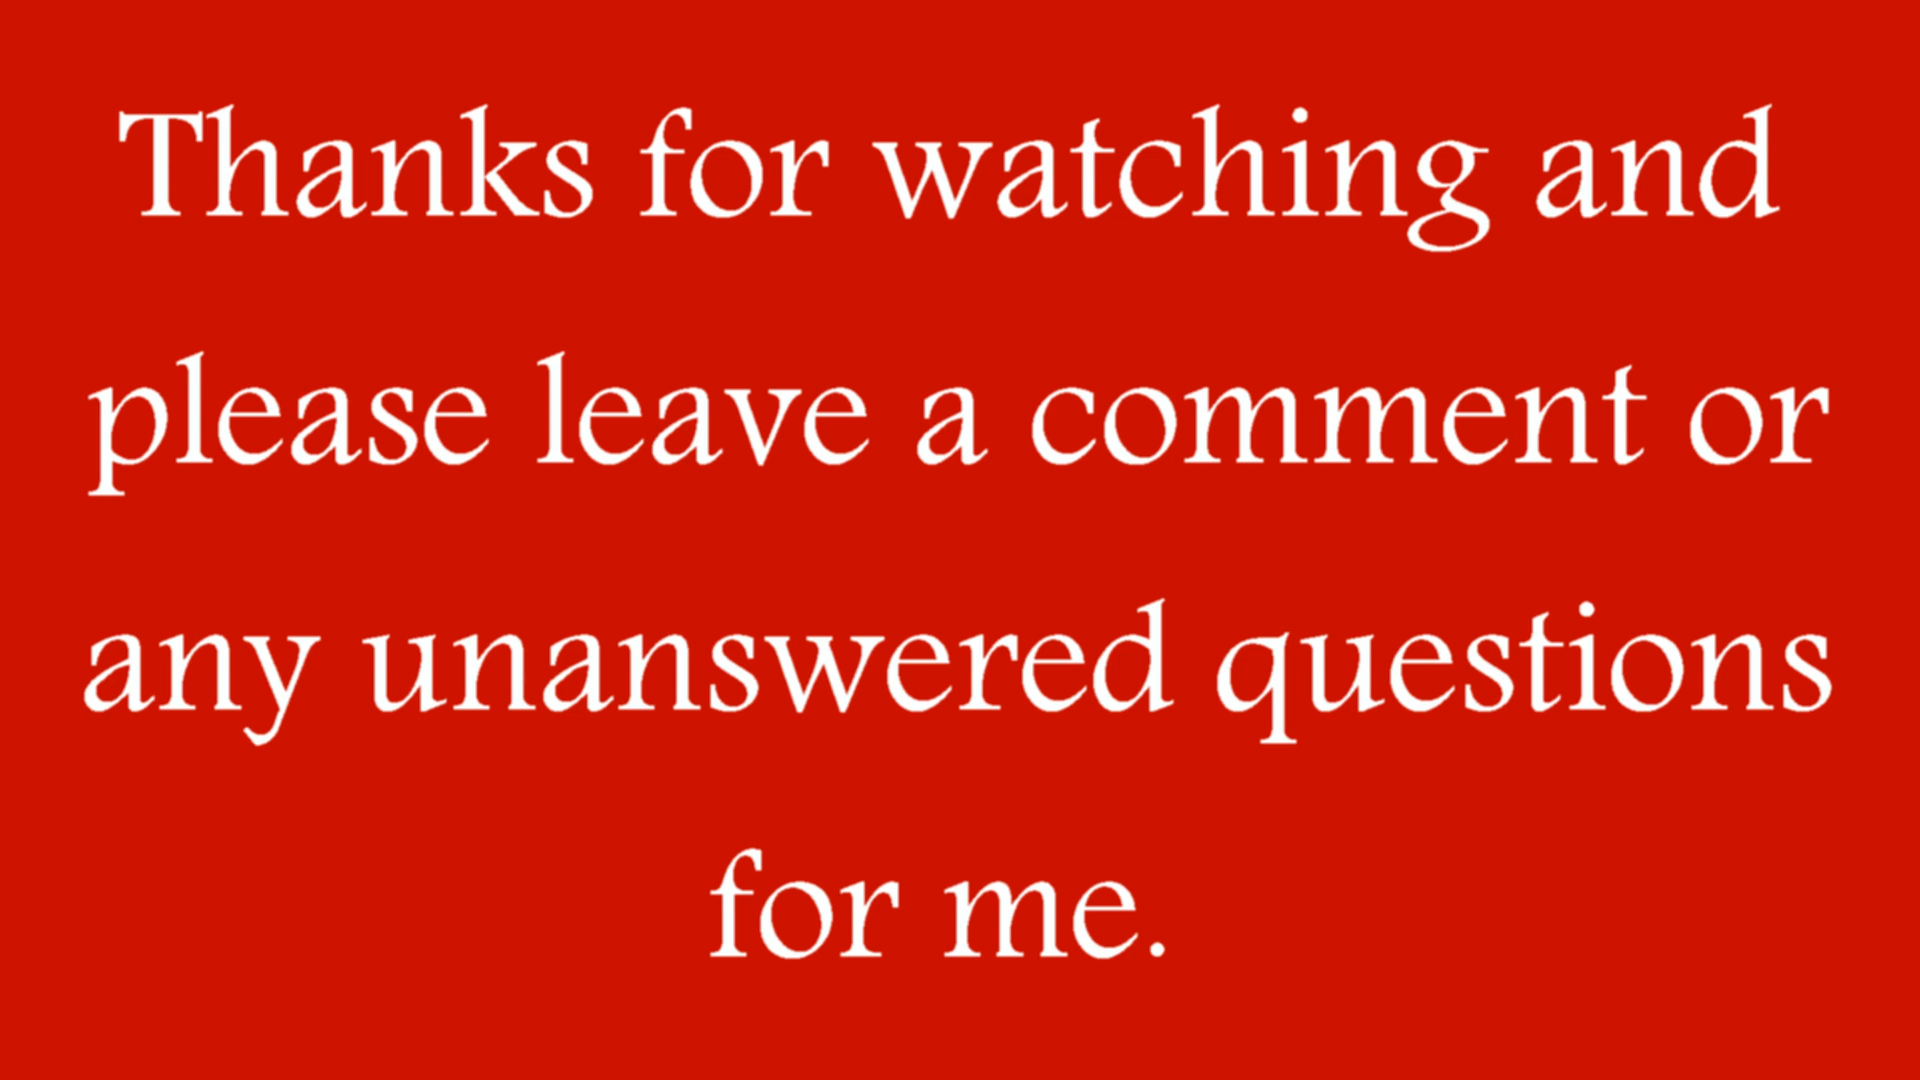 Thanks for watching and
please leave a comment or
any unanswered questions
for me.